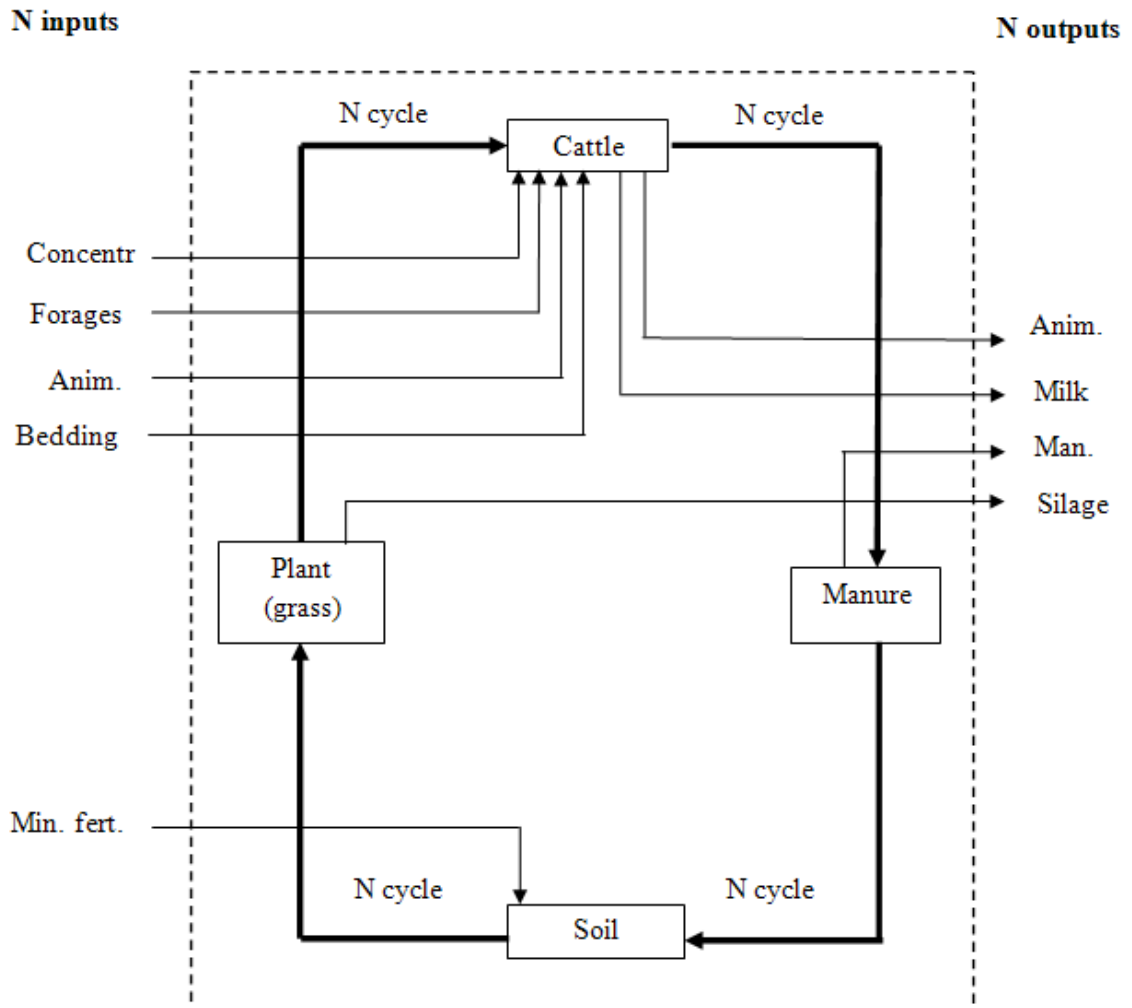 N inputs
N outputs
N cycle
N cycle
Cattle
Concentr
Forages
Anim.
Anim.
Milk
Bedding
Man.
Silage
Plant
(grass)
Manure
Min. fert.
N cycle
N cycle
Soil